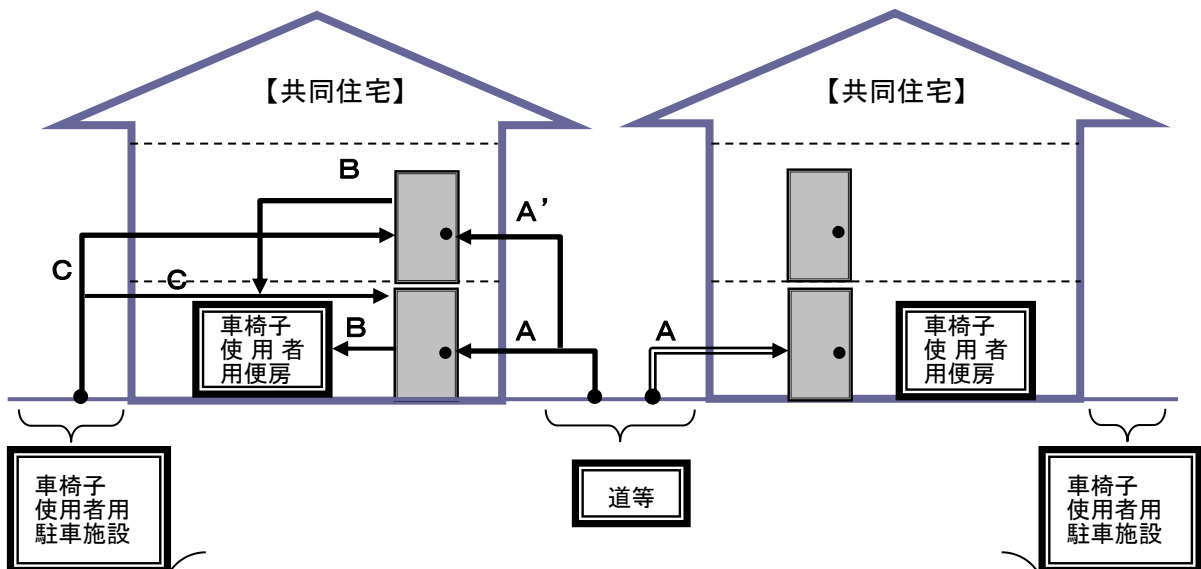 【共同住宅】
【共同住宅】
B
A’
C
C
車椅子
使用者
用便房
B
A
A
車椅子
使用者
用便房
車椅子
使用者用
駐車施設
道等
車椅子
使用者用
駐車施設